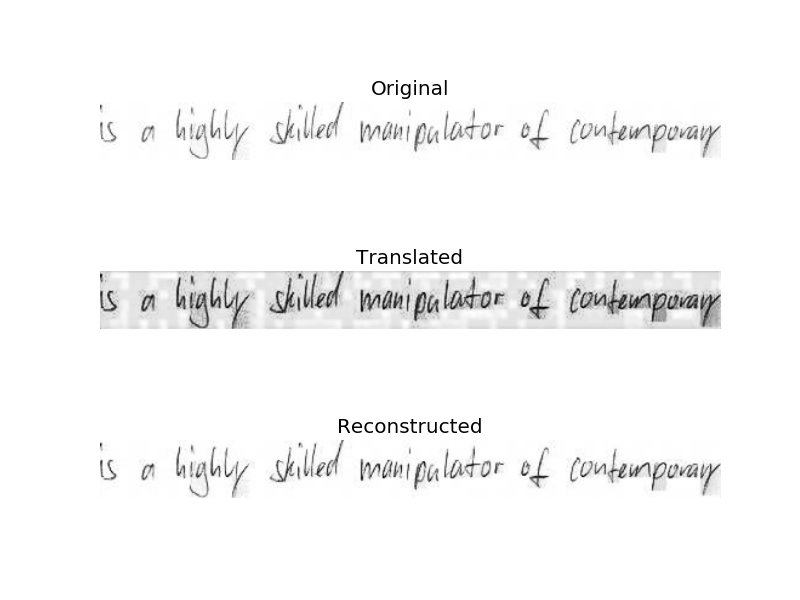 Original
is a highly skilled manipulator of contemporary
Translated
is a highly skilled manipulator of contemporary
Reconstructed
is a highly skilled manipulator of contemporary